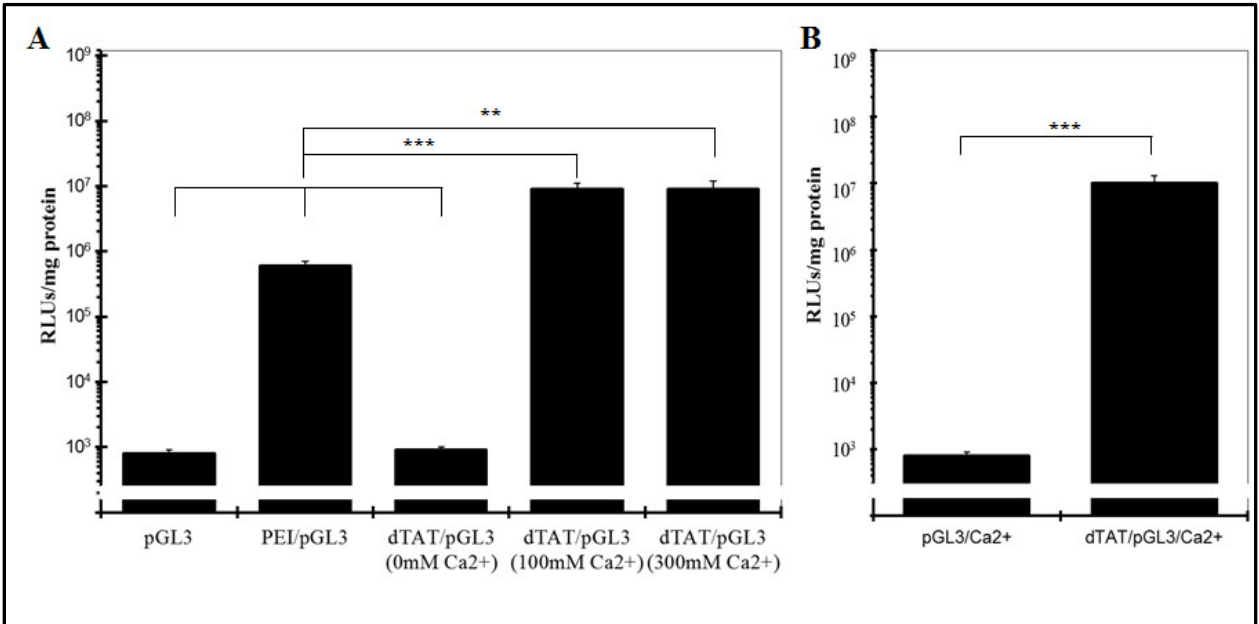 A
RLUs/mg protein
10⁹
10⁸
10⁷
10⁶
10⁵
10⁴
10³
**
***
pGL3
PEI/pGL3
dTAT/pGL3
(0mM Ca2+)
dTAT/pGL3
(100mM Ca2+)
dTAT/pGL3
(300mM Ca2+)
B
RLUs/mg protein
10⁹
10⁸
10⁷
10⁶
10⁵
10⁴
10³
***
pGL3/Ca2+
dTAT/pGL3/Ca2+